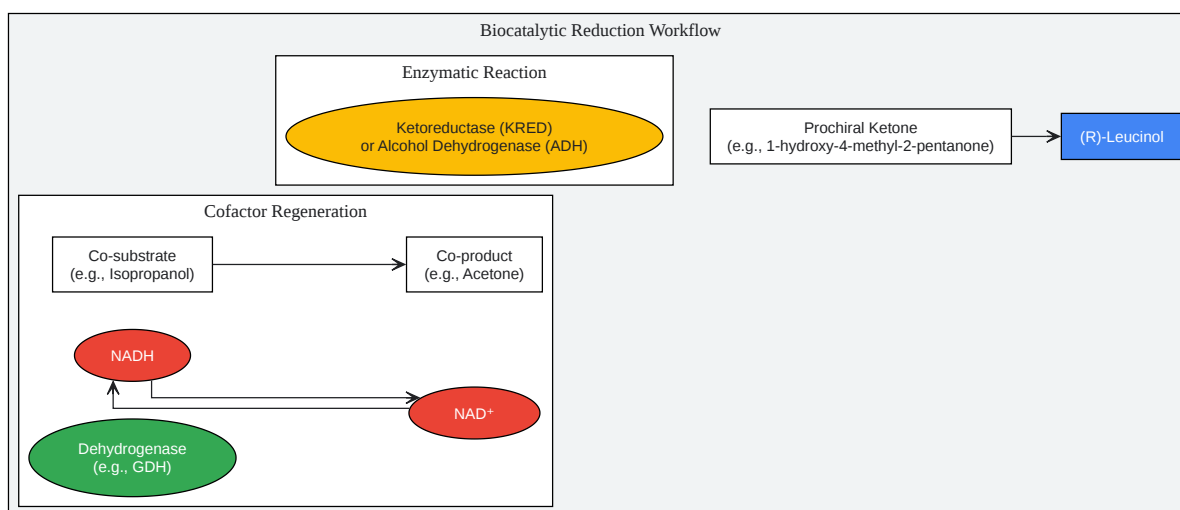 Biocatalytic Reduction Workflow
Enzymatic Reaction
Ketoreductase (KRED)
or Alcohol Dehydrogenase (ADH)
Prochiral Ketone
(e.g., 1-hydroxy-4-methyl-2-pentanone)
(R)-Leucinol
Cofactor Regeneration
Co-substrate
(e.g., Isopropanol)
Co-product
(e.g., Acetone)
NADH
NAD⁺
Dehydrogenase
(e.g., GDH)